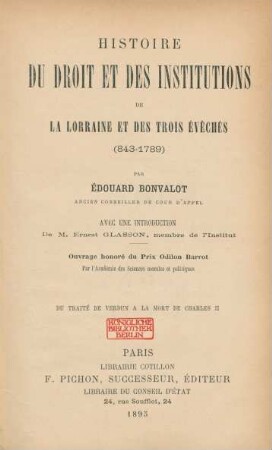 HISTOIRE
DU DROIT ET DES INSTITUTIONS
DE
LA LORRAINE ET DES TROIS ÉVÊCHÉS
(843-1789)
PAR
ÉDOUARD BONVALOT
ANCIEN CONSEILLER DE COUR D'APPEL
AVEC UNE INTRODUCTION
De M. Ernest GLASSON, membre de l'Institut
Ouvrage honoré du Prix Odilon Barrot
Par l'Académie des Sciences morales et politiques
DU TRAITÉ DE VERDUN A LA MORT DE CHARLES II
KÖNIGLICHE
BIBLIOTHEK
BERLIN
PARIS
LIBRAIRIE COTILLON
F. PICHON, SUCCESSEUR, ÉDITEUR
LIBRAIRE DU CONSEIL D'ÉTAT
24, rue Soufflot, 24
1895